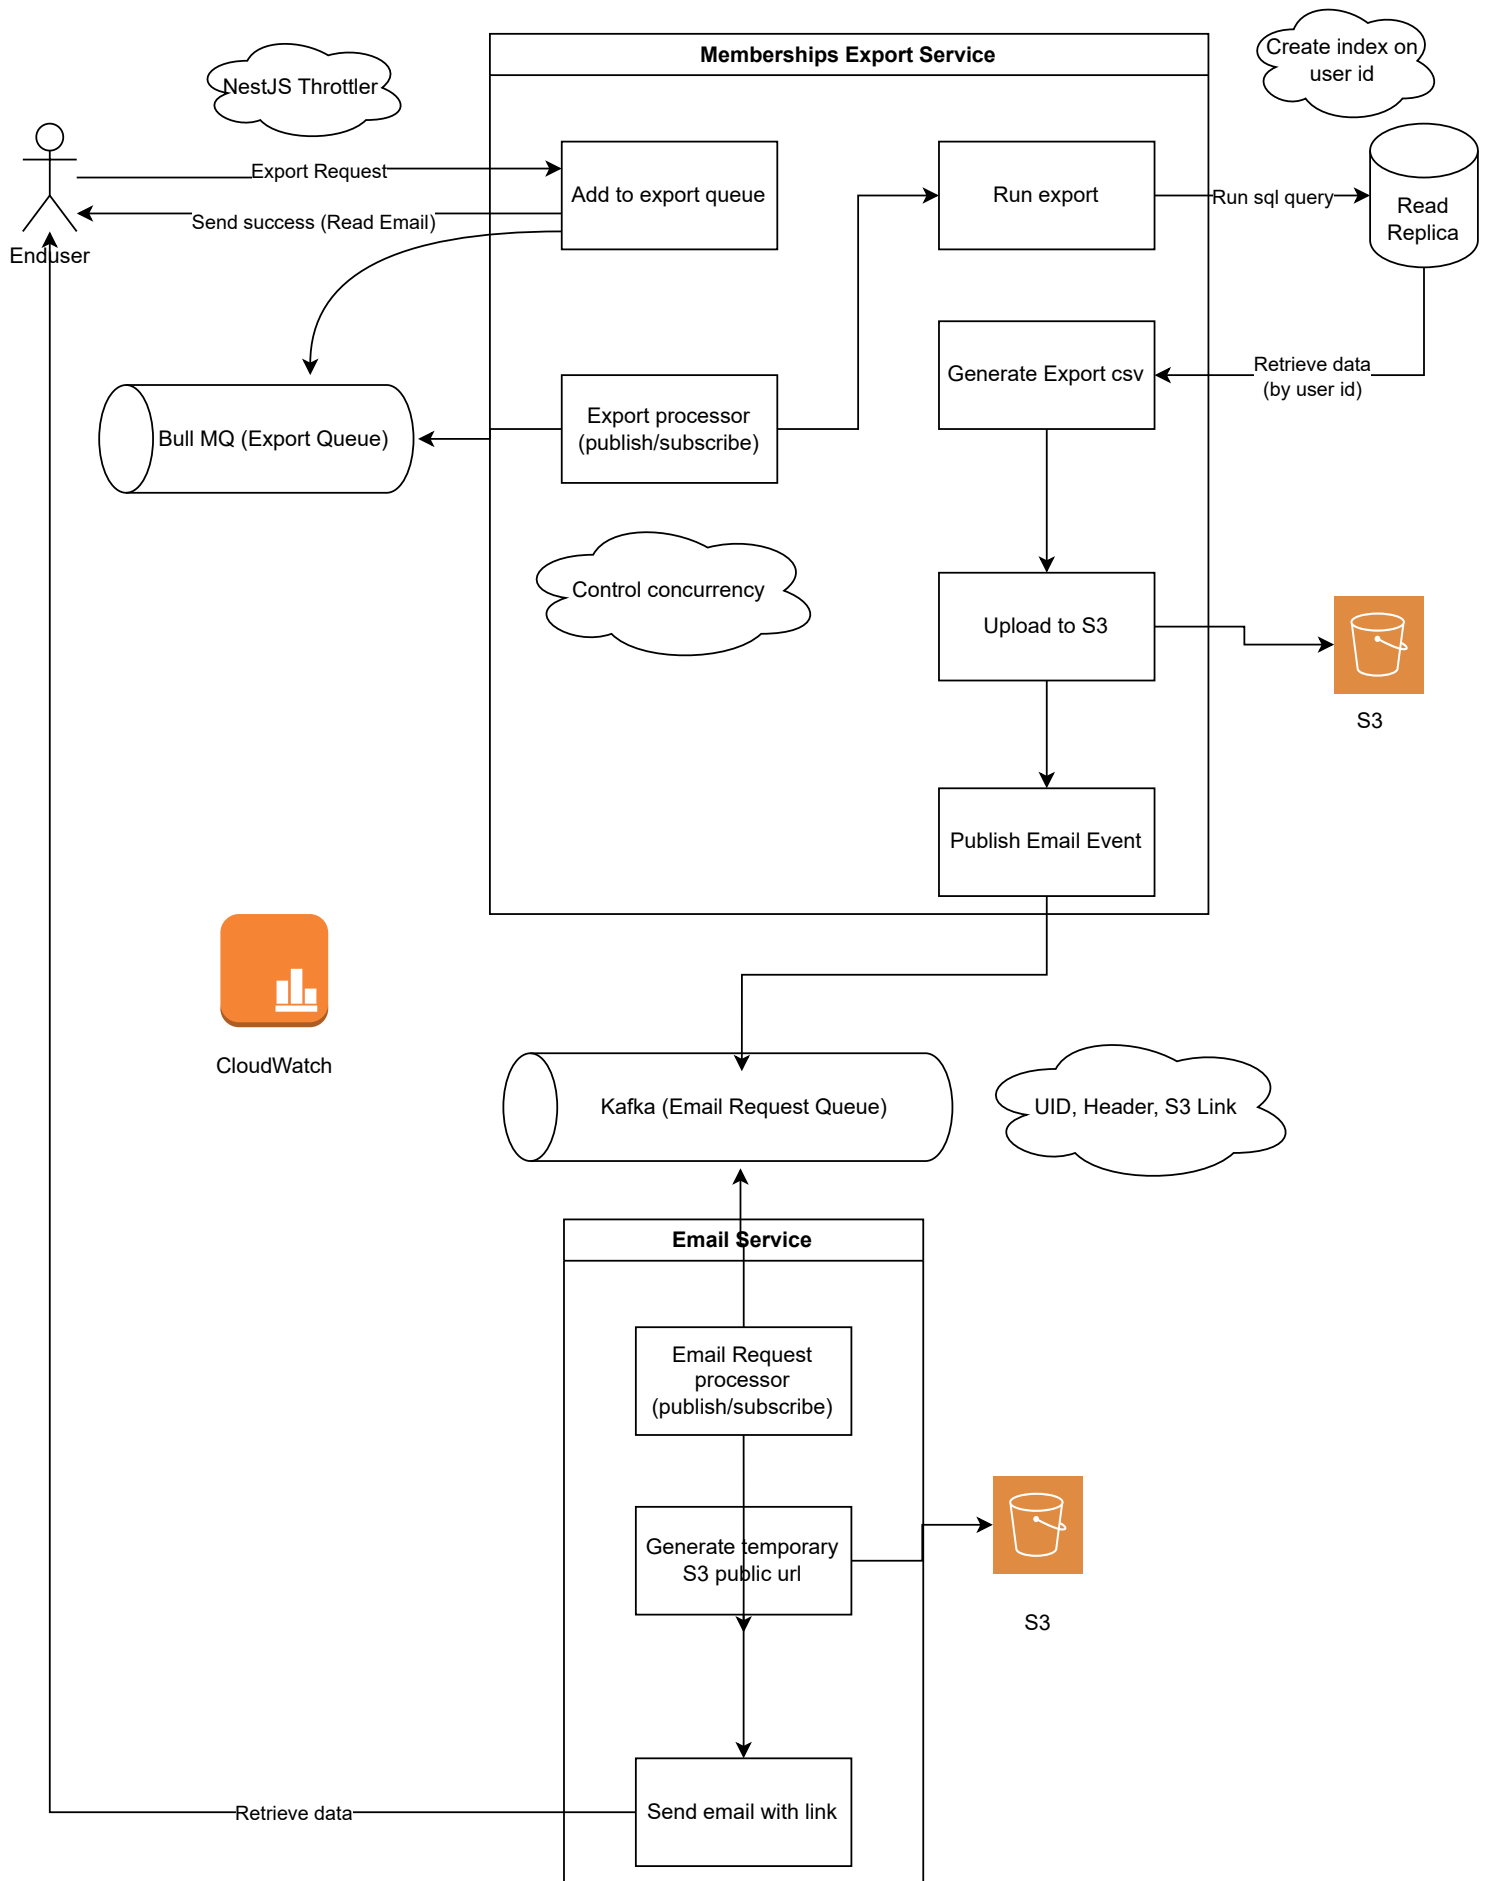 Memberships Export Service
Create index on
user id
NestJS Throttler
Export Request
Add to export queue
Run export
Run sql query
Read
Replica
Send success (Read Email)
Enduser
Generate Export csv
Retrieve data
(by user id)
Bull MQ (Export Queue)
Export processor
(publish/subscribe)
Control concurrency
Upload to S3
S3
Publish Email Event
CloudWatch
Kafka (Email Request Queue)
UID, Header, S3 Link
Email Service
Email Request
processor
(publish/subscribe)
Generate temporary
S3 public url
S3
Send email with link
Retrieve data